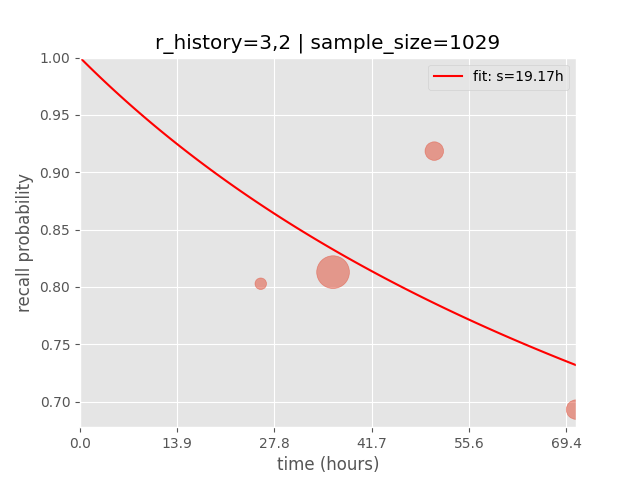 r_history=3,2 | sample_size=1029
fit: s=19.17h
1.00
0.95
0.90
0.85
0.80
0.75
0.70
recall probability
0.0 13.9 27.8 41.7 55.6 69.4
time (hours)